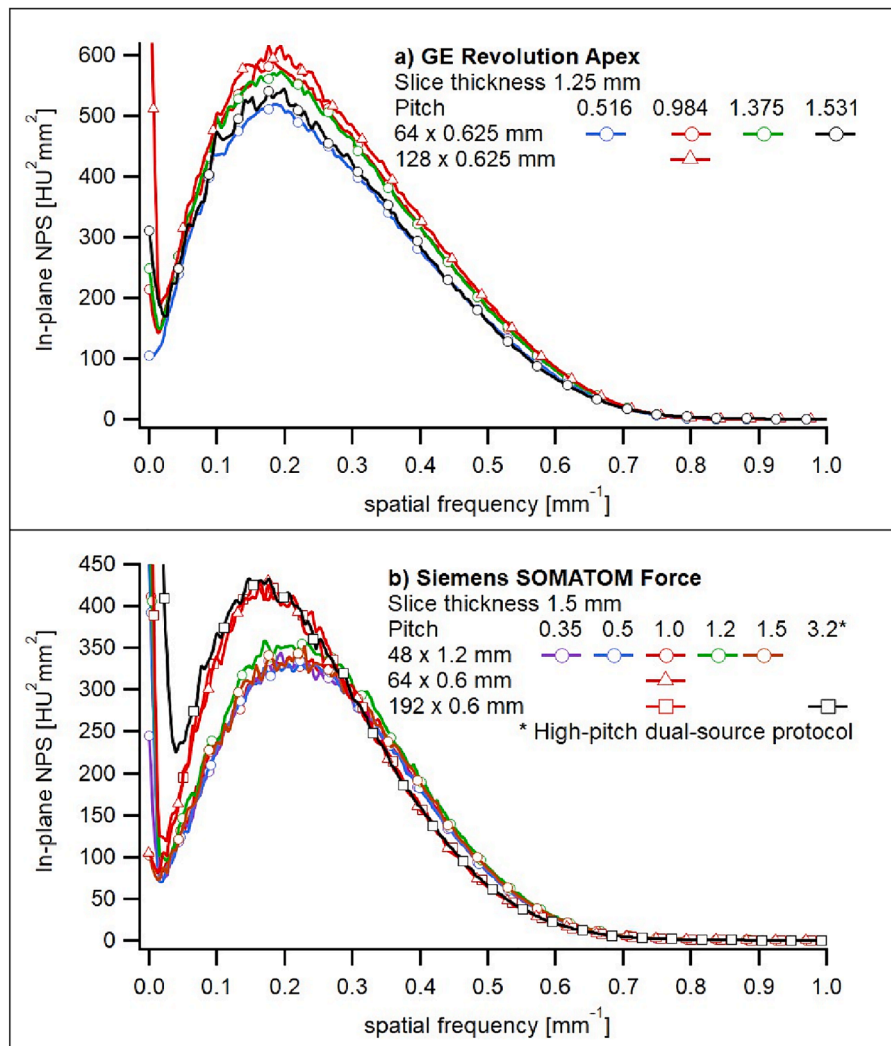 a) GE Revolution Apex
Slice thickness 1.25 mm
Pitch 0.516 0.984 1.375 1.531
64 x 0.625 mm
128 x 0.625 mm
In-plane NPS [HU²mm²]
600
500
400
300
200
100
0
0.0 0.1 0.2 0.3 0.4 0.5 0.6 0.7 0.8 0.9 1.0
spatial frequency [mm⁻¹]
b) Siemens SOMATOM Force
Slice thickness 1.5 mm
Pitch 0.35 0.5 1.0 1.2 1.5 3.2*
48 x 1.2 mm
64 x 0.6 mm
192 x 0.6 mm
* High-pitch dual-source protocol
In-plane NPS [HU²mm²]
450
400
350
300
250
200
150
100
50
0
0.0 0.1 0.2 0.3 0.4 0.5 0.6 0.7 0.8 0.9 1.0
spatial frequency [mm⁻¹]